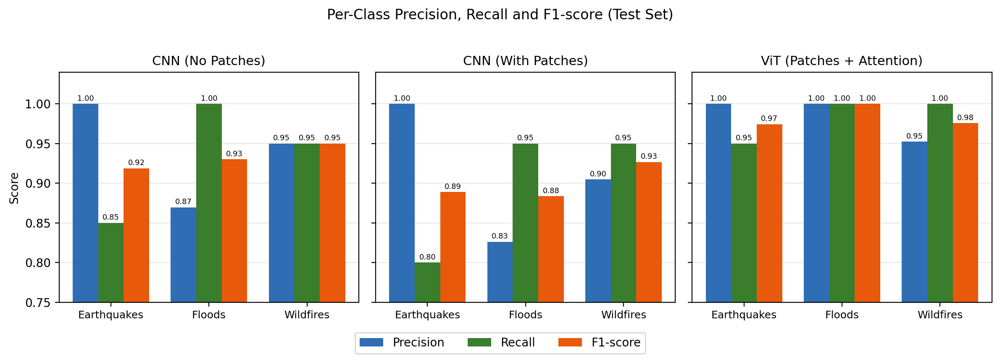 Per-Class Precision, Recall and F1-score (Test Set)
CNN (No Patches)
Score
1.00
0.95
0.90
0.85
0.80
0.75
1.00
0.85
0.92
0.87
1.00
0.93
0.95
0.95
0.95
Earthquakes
Floods
Wildfires
CNN (With Patches)
1.00
0.80
0.89
0.83
0.95
0.88
0.90
0.95
0.93
Earthquakes
Floods
Wildfires
ViT (Patches + Attention)
1.00
0.95
0.97
1.00
1.00
1.00
0.95
1.00
0.98
Earthquakes
Floods
Wildfires
Precision
Recall
F1-score